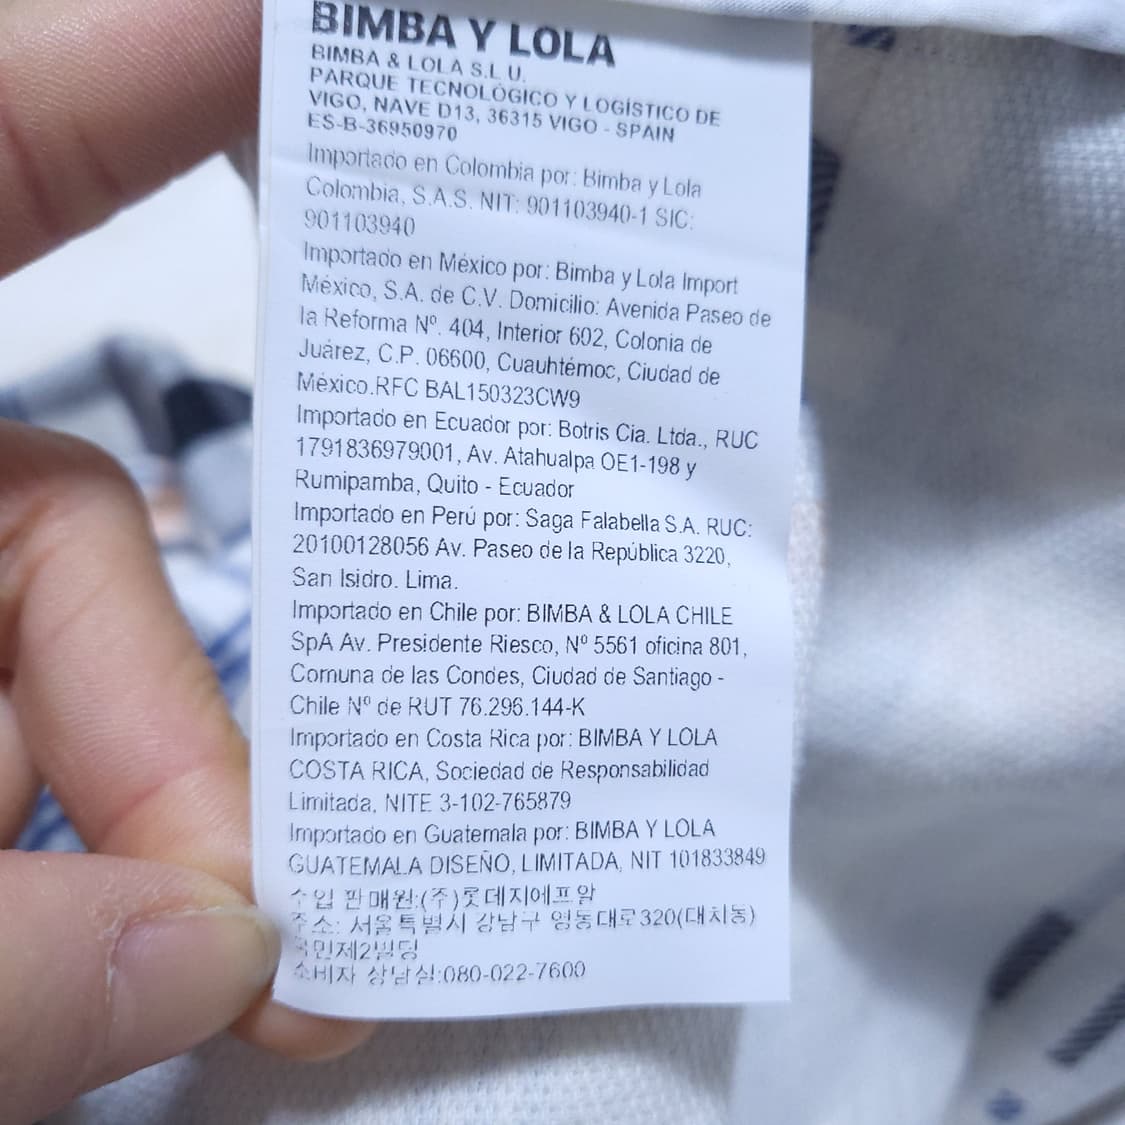 BIMBA Y LOLA
BIMBA & LOLA S.L U.
PARQUE TECNOLÓGICO Y LOGÍSTICO DE
VIGO, NAVE D13, 36315 VIGO - SPAIN
ES-B-36950970
Importado en Colombia por: Bimba y Lola
Colombia, S.A.S. NIT: 901103940-1 SIC:
901103940
Importado en México por: Bimba y Lola Import
México, S.A. de C.V. Domicilio: Avenida Paseo de
la Reforma Nº. 404, Interior 602, Colonia de
Juárez, C.P. 06600, Cuauhtémoc, Ciudad de
México.RFC BAL150323CW9
Importado en Ecuador por: Botris Cia. Ltda., RUC
1791836979001, Av. Atahualpa OE1-198 y
Rumipamba, Quito - Ecuador
Importado en Perú por: Saga Falabella S.A. RUC:
20100128056 Av. Paseo de la República 3220,
San Isidro. Lima.
Importado en Chile por: BIMBA & LOLA CHILE
SpA Av. Presidente Riesco, Nº 5561 oficina 801,
Comuna de las Condes, Ciudad de Santiago -
Chile Nº de RUT 76.296.144-K
Importado en Costa Rica por: BIMBA Y LOLA
COSTA RICA, Sociedad de Responsabilidad
Limitada, NITE 3-102-765879
Importado en Guatemala por: BIMBA Y LOLA
GUATEMALA DISEÑO, LIMITADA, NIT 101833849
수입 판매원:(주)롯데지에프알
주소: 서울특별시 강남구 영동대로320(대치동)
국민제2빌딩
소비자 상담실:080-022-7600